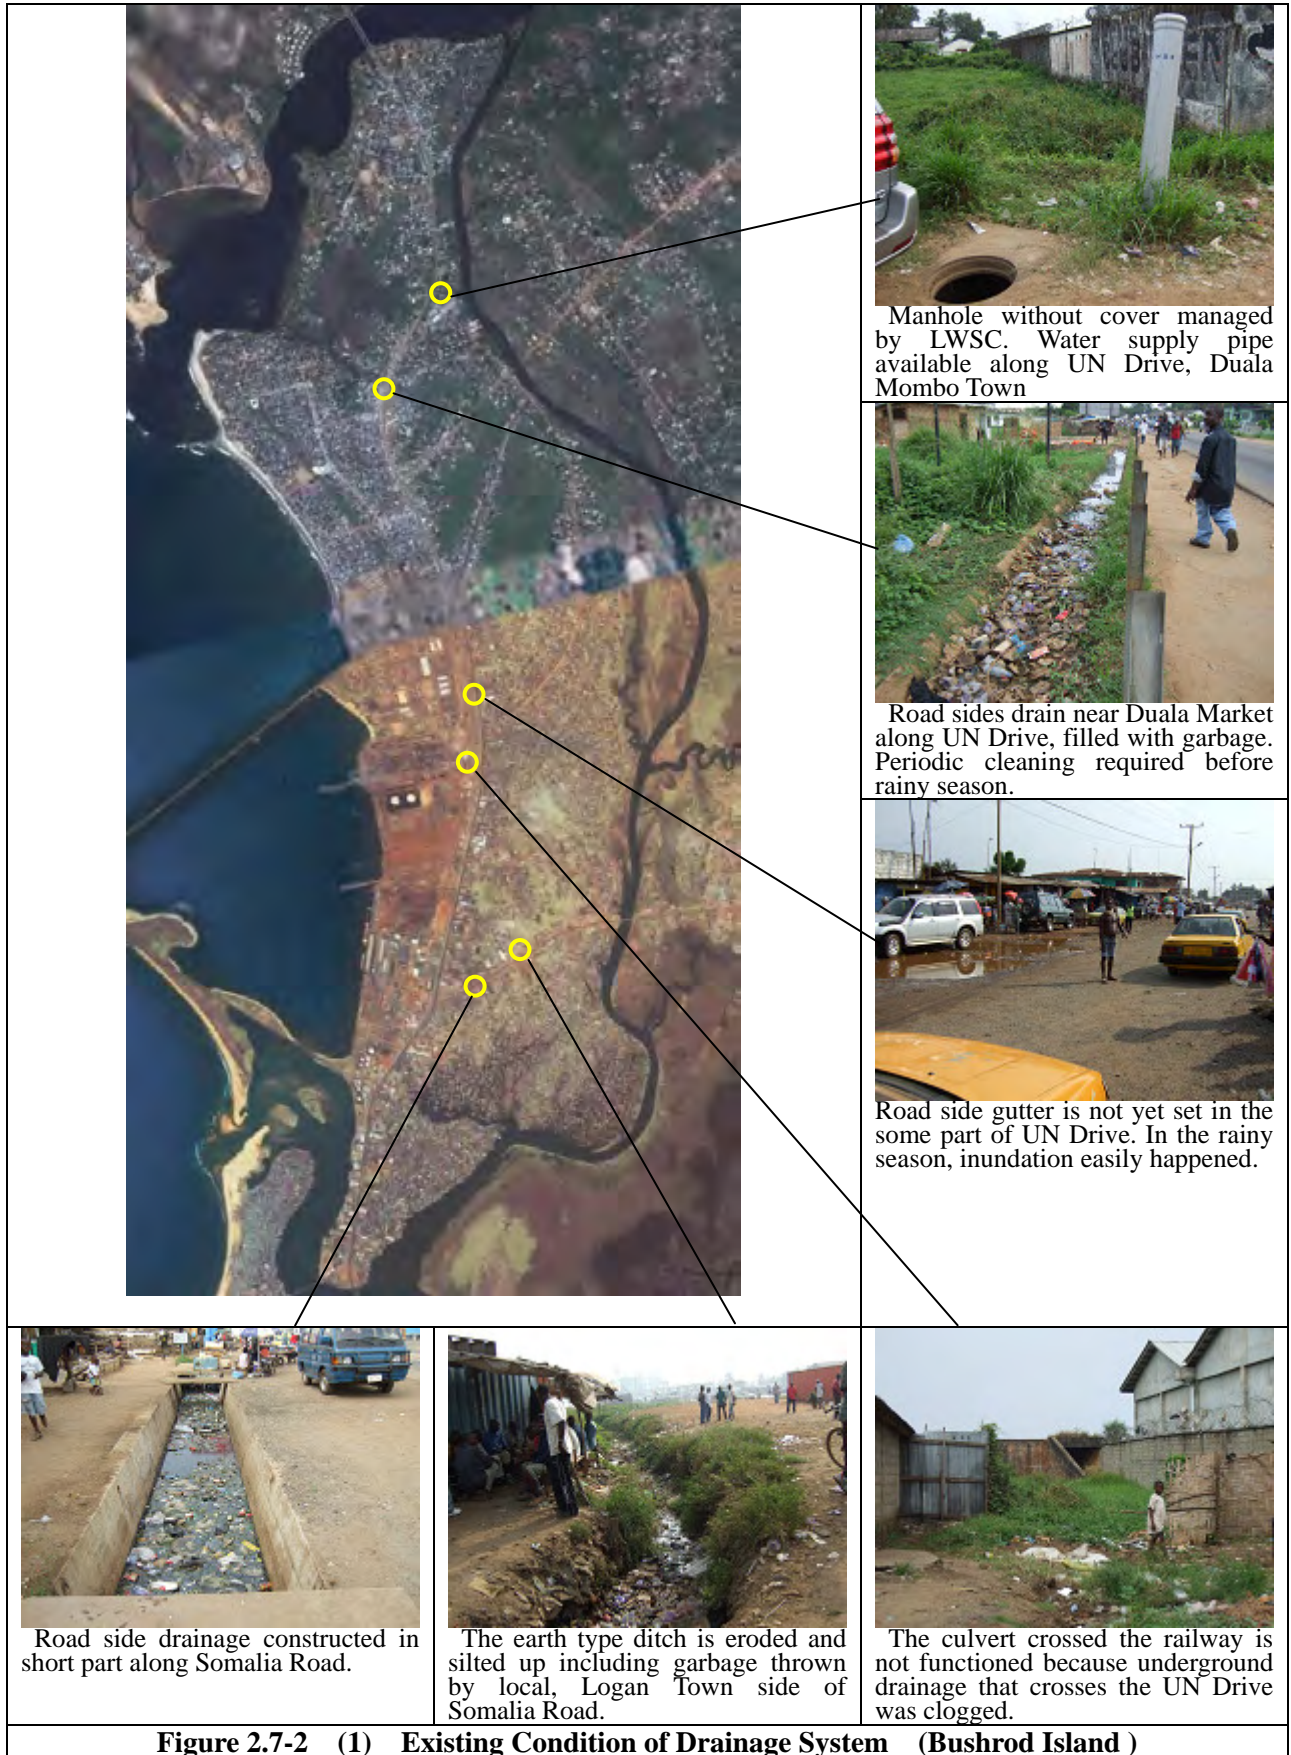 Manhole without cover managed
by LWSC. Water supply pipe
available along UN Drive, Duala
Mombo Town
Road sides drain near Duala Market
along UN Drive, filled with garbage.
Periodic cleaning required before
rainy season.
Road side gutter is not yet set in the
some part of UN Drive. In the rainy
season, inundation easily happened.
Road side drainage constructed in
short part along Somalia Road.
The earth type ditch is eroded and
silted up including garbage thrown
by local, Logan Town side of
Somalia Road.
The culvert crossed the railway is
not functioned because underground
drainage that crosses the UN Drive
was clogged.
Figure 2.7-2 (1) Existing Condition of Drainage System (Bushrod Island )